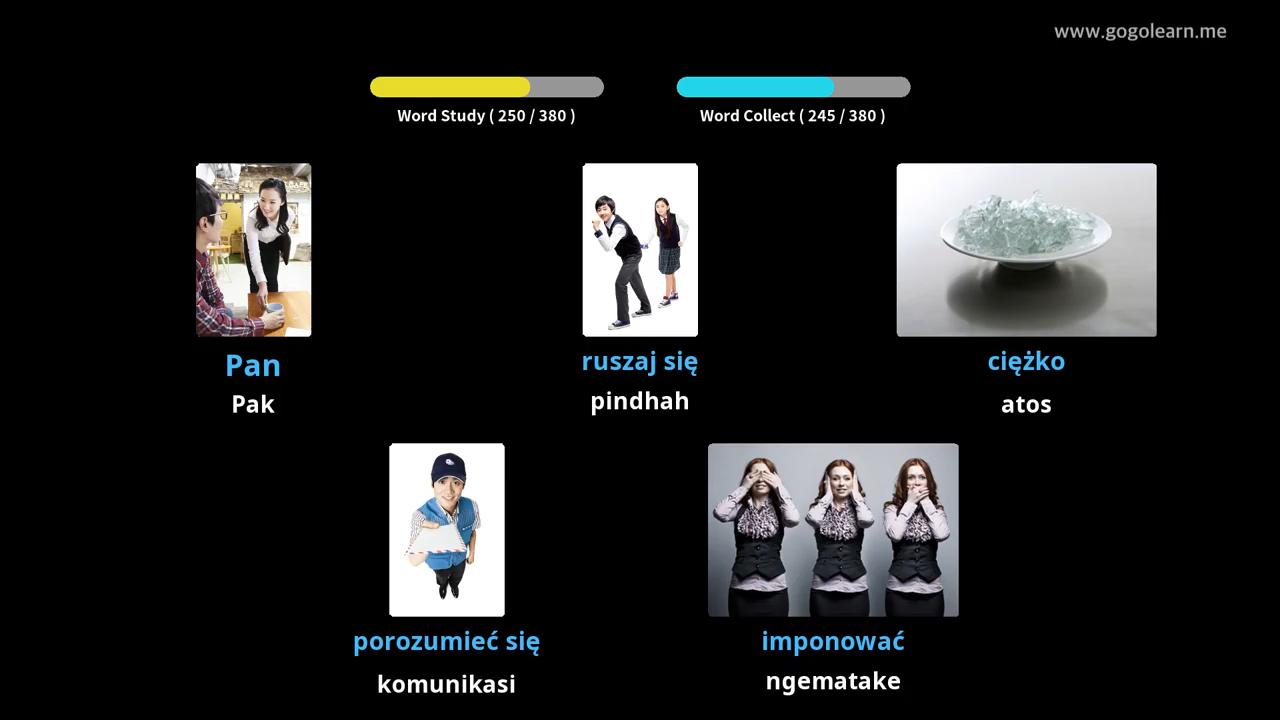 www.gogolearn.me
Word Study ( 250 / 380 )
Word Collect ( 245 / 380 )
Pan
Pak
ruszaj się
pindhah
ciężko
atos
porozumieć się
komunikasi
imponować
ngematake